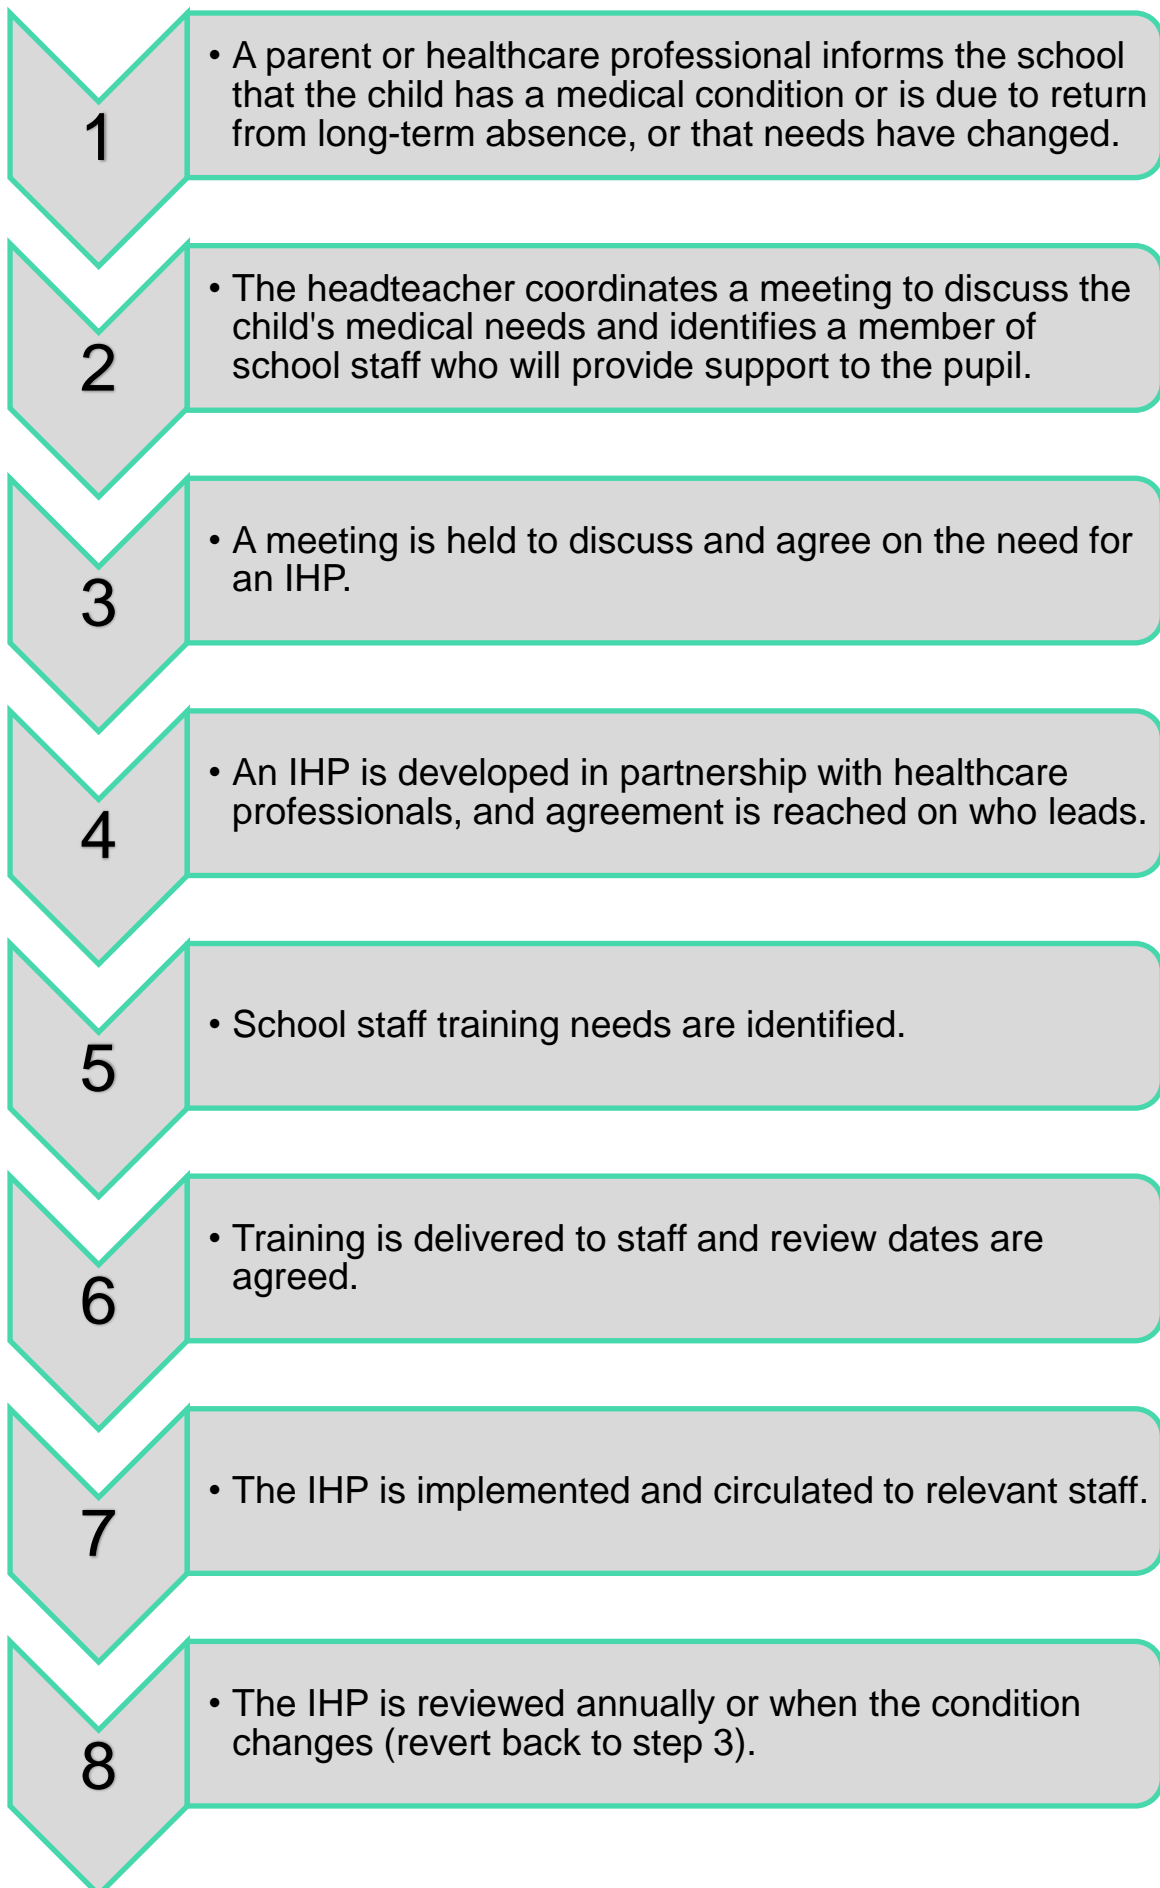 1
• A parent or healthcare professional informs the school
that the child has a medical condition or is due to return
from long-term absence, or that needs have changed.
2
• The headteacher coordinates a meeting to discuss the
child's medical needs and identifies a member of
school staff who will provide support to the pupil.
3
• A meeting is held to discuss and agree on the need for
an IHP.
4
• An IHP is developed in partnership with healthcare
professionals, and agreement is reached on who leads.
5
• School staff training needs are identified.
6
• Training is delivered to staff and review dates are
agreed.
7
• The IHP is implemented and circulated to relevant staff.
8
• The IHP is reviewed annually or when the condition
changes (revert back to step 3).